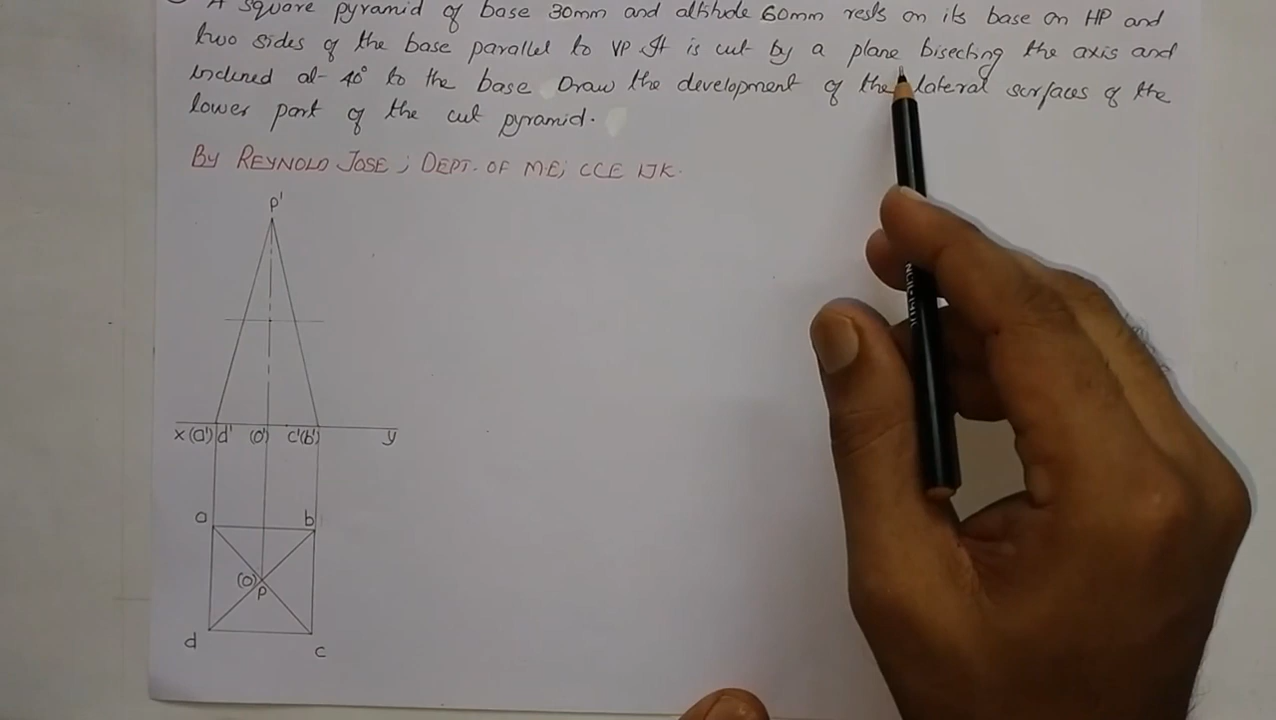 A square pyramid of base 30mm and altitude 60mm rests on its base on HP and
two sides of the base parallel to VP. It is cut by a plane bisecting the axis and
inclined at 40° to the base Draw the development of the lateral surfaces of the
lower part of the cut pyramid.
By REYNOLD JOSE ; DEPT. OF ME; CCE IJK.
p'
x (a') d' (o') c'(b') y
a b
(o) p
d c